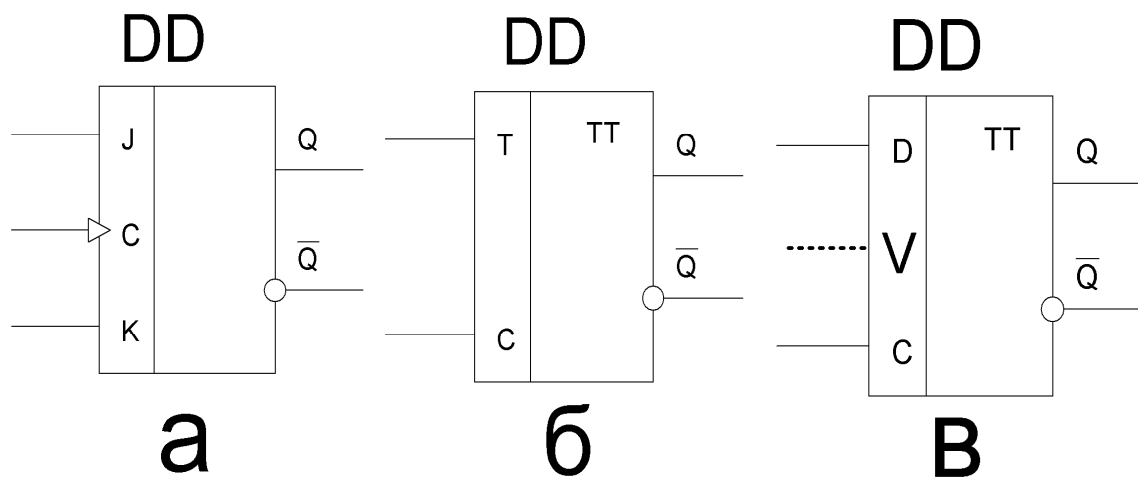 DD DD DD
J Q T TT Q D TT Q
C Q̅ Q̅ V Q̅
K C C
а б в